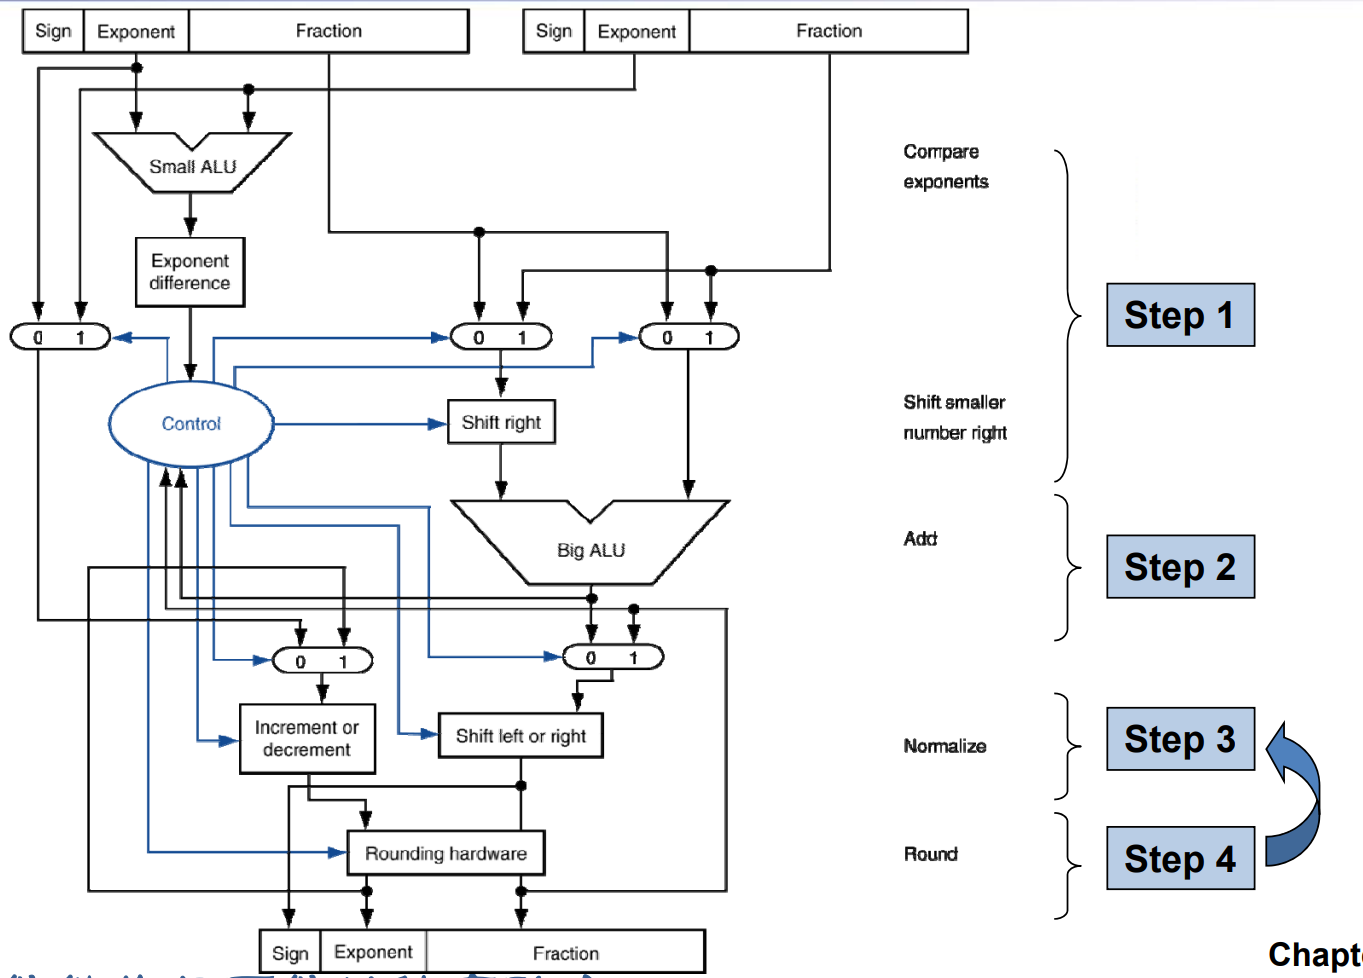 Sign Exponent Fraction
Sign Exponent Fraction
Small ALU
Compare
exponents
Exponent
difference
Step 1
0 1
0 1
0 1
Control
Shift right
Shift smaller
number right
Big ALU
Add
Step 2
0 1
0 1
Increment or
decrement
Shift left or right
Normalize
Step 3
Rounding hardware
Round
Step 4
Sign Exponent Fraction